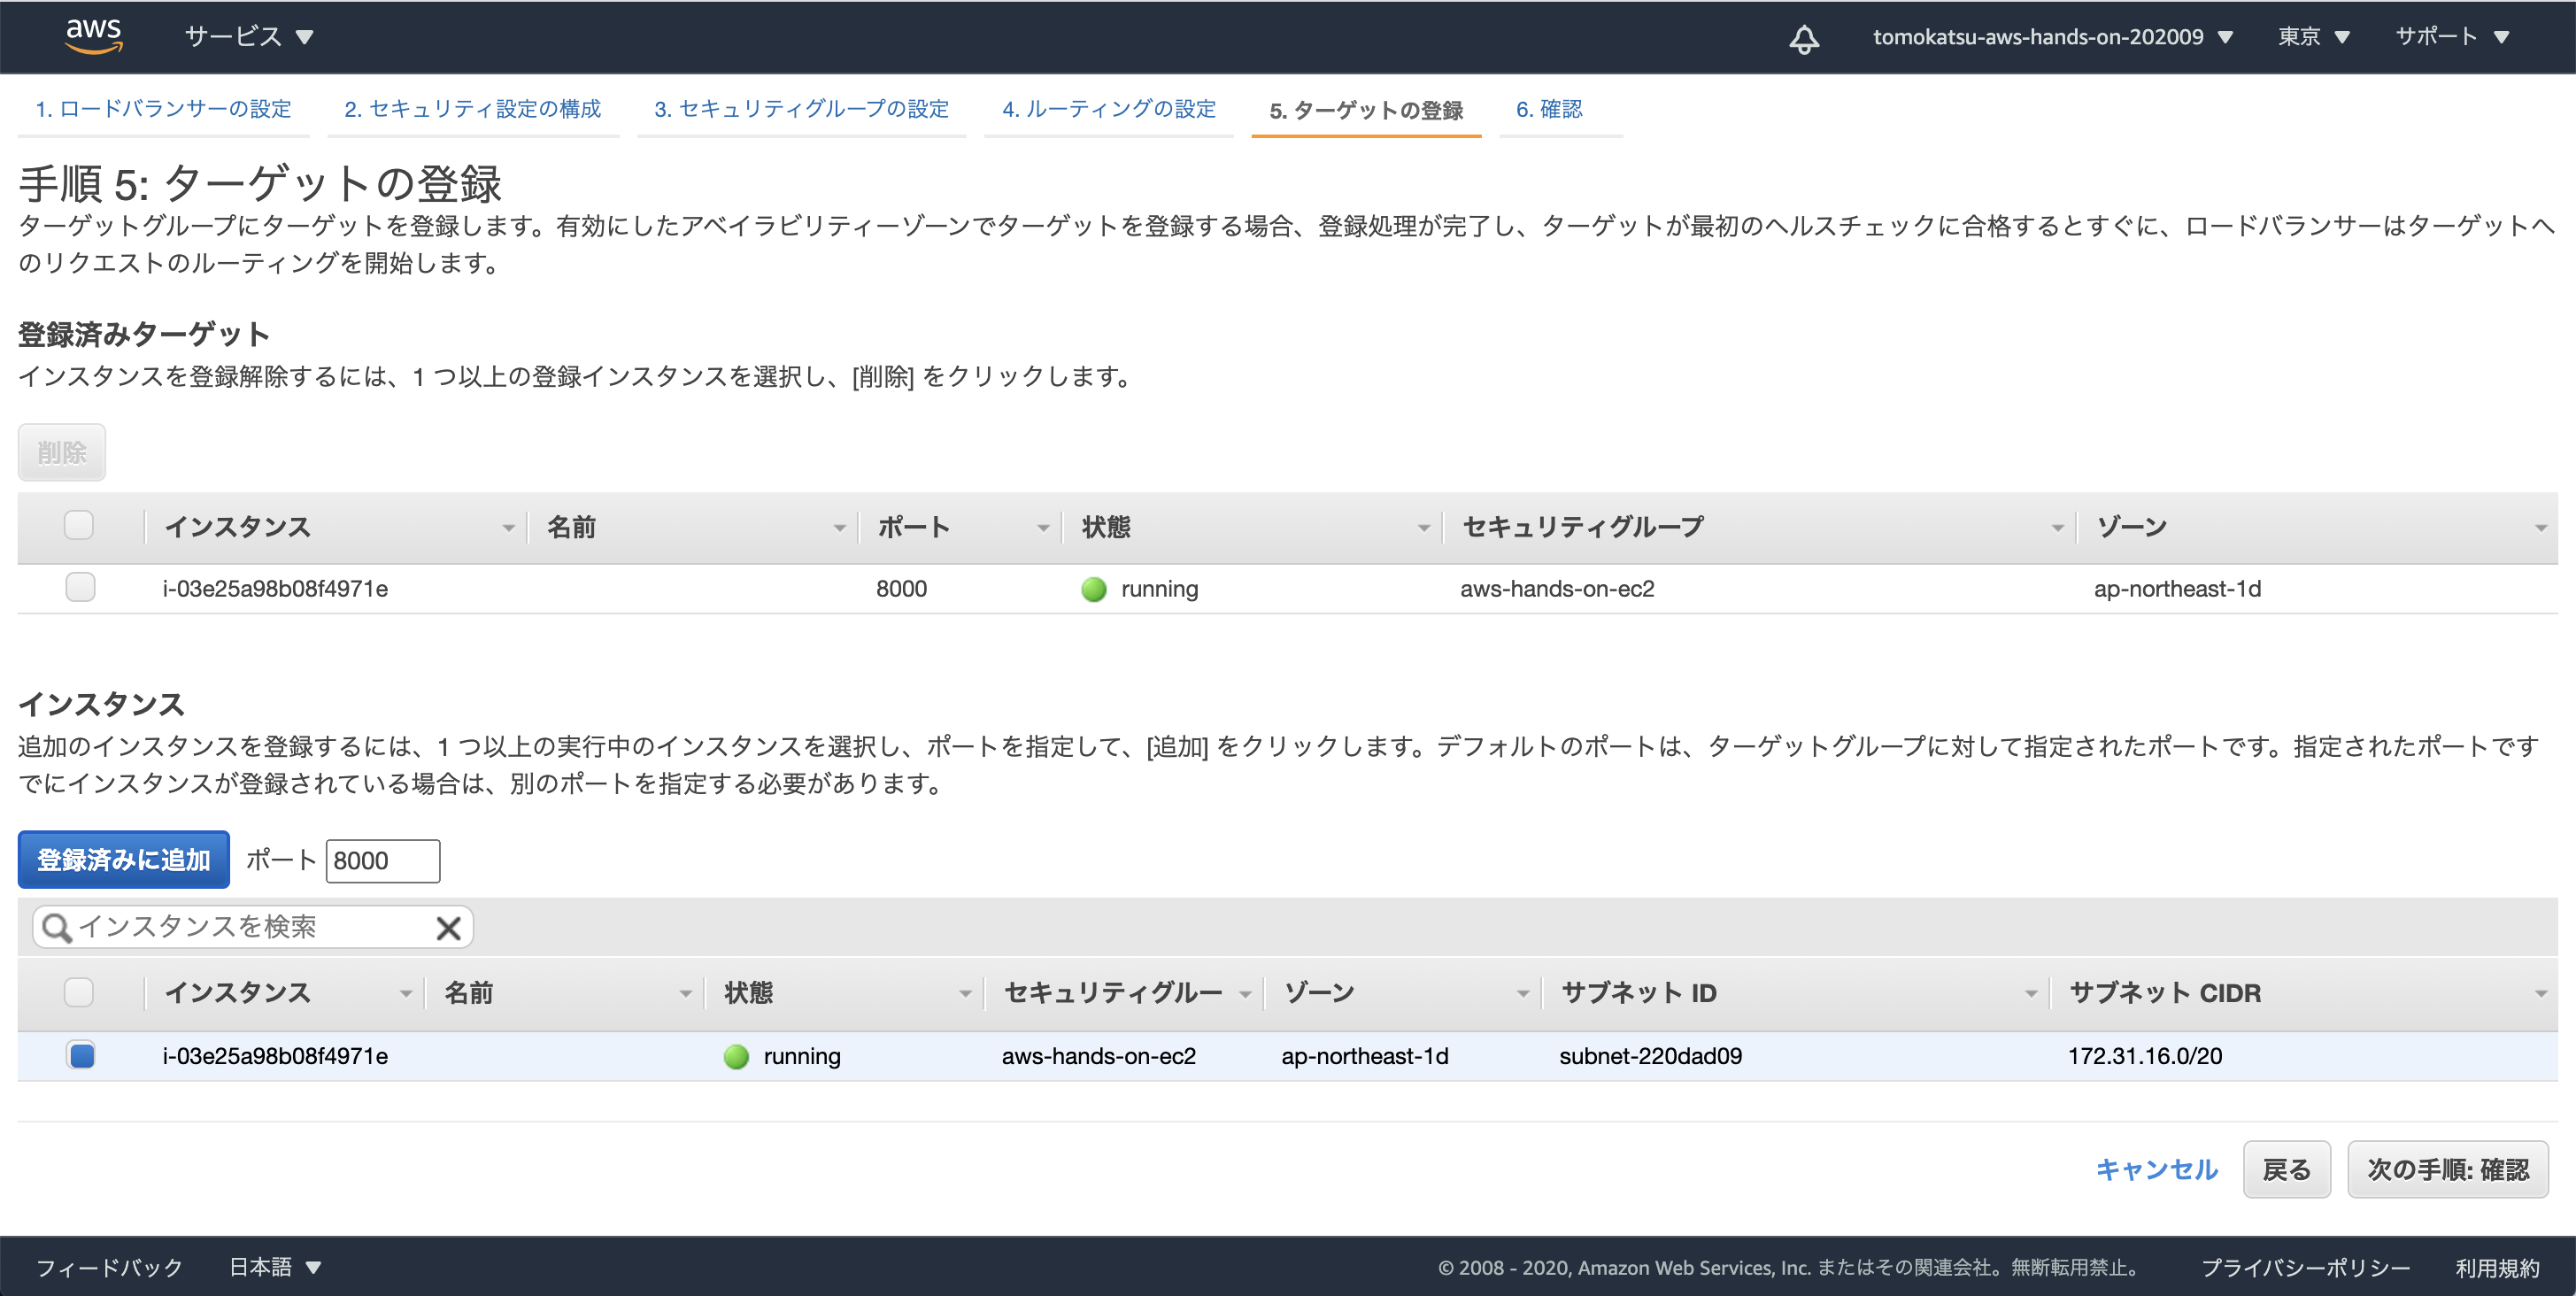 aws サービス tomokatsu-aws-hands-on-202009 東京 サポート
1. ロードバランサーの設定 2. セキュリティ設定の構成 3. セキュリティグループの設定 4. ルーティングの設定 5. ターゲットの登録 6. 確認
手順 5: ターゲットの登録
ターゲットグループにターゲットを登録します。有効にしたアベイラビリティーゾーンでターゲットを登録する場合、登録処理が完了し、ターゲットが最初のヘルスチェックに合格するとすぐに、ロードバランサーはターゲットへ
のリクエストのルーティングを開始します。
登録済みターゲット
インスタンスを登録解除するには、1 つ以上の登録インスタンスを選択し、[削除] をクリックします。
削除
インスタンス 名前 ポート 状態 セキュリティグループ ゾーン
i-03e25a98b08f4971e 8000 running aws-hands-on-ec2 ap-northeast-1d
インスタンス
追加のインスタンスを登録するには、1 つ以上の実行中のインスタンスを選択し、ポートを指定して、[追加] をクリックします。デフォルトのポートは、ターゲットグループに対して指定されたポートです。指定されたポートです
でにインスタンスが登録されている場合は、別のポートを指定する必要があります。
登録済みに追加 ポート 8000
インスタンスを検索
インスタンス 名前 状態 セキュリティグルー ゾーン サブネット ID サブネット CIDR
i-03e25a98b08f4971e running aws-hands-on-ec2 ap-northeast-1d subnet-220dad09 172.31.16.0/20
キャンセル 戻る 次の手順: 確認
フィードバック 日本語 © 2008 - 2020, Amazon Web Services, Inc. またはその関連会社。無断転用禁止。 プライバシーポリシー 利用規約